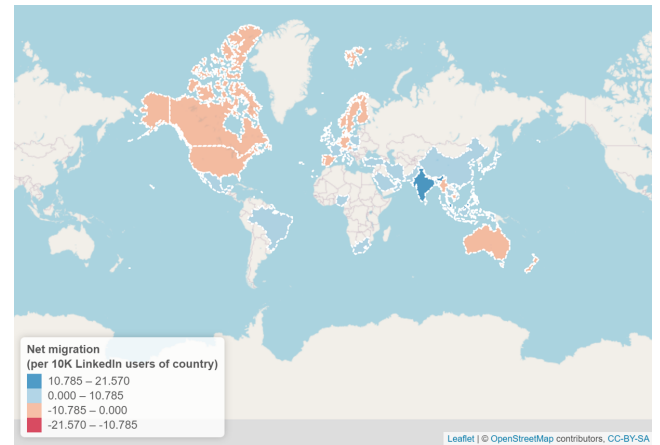 Net migration
(per 10K LinkedIn users of country)
10.785 – 21.570
0.000 – 10.785
-10.785 – 0.000
-21.570 – -10.785
Leaflet | © OpenStreetMap contributors, CC-BY-SA